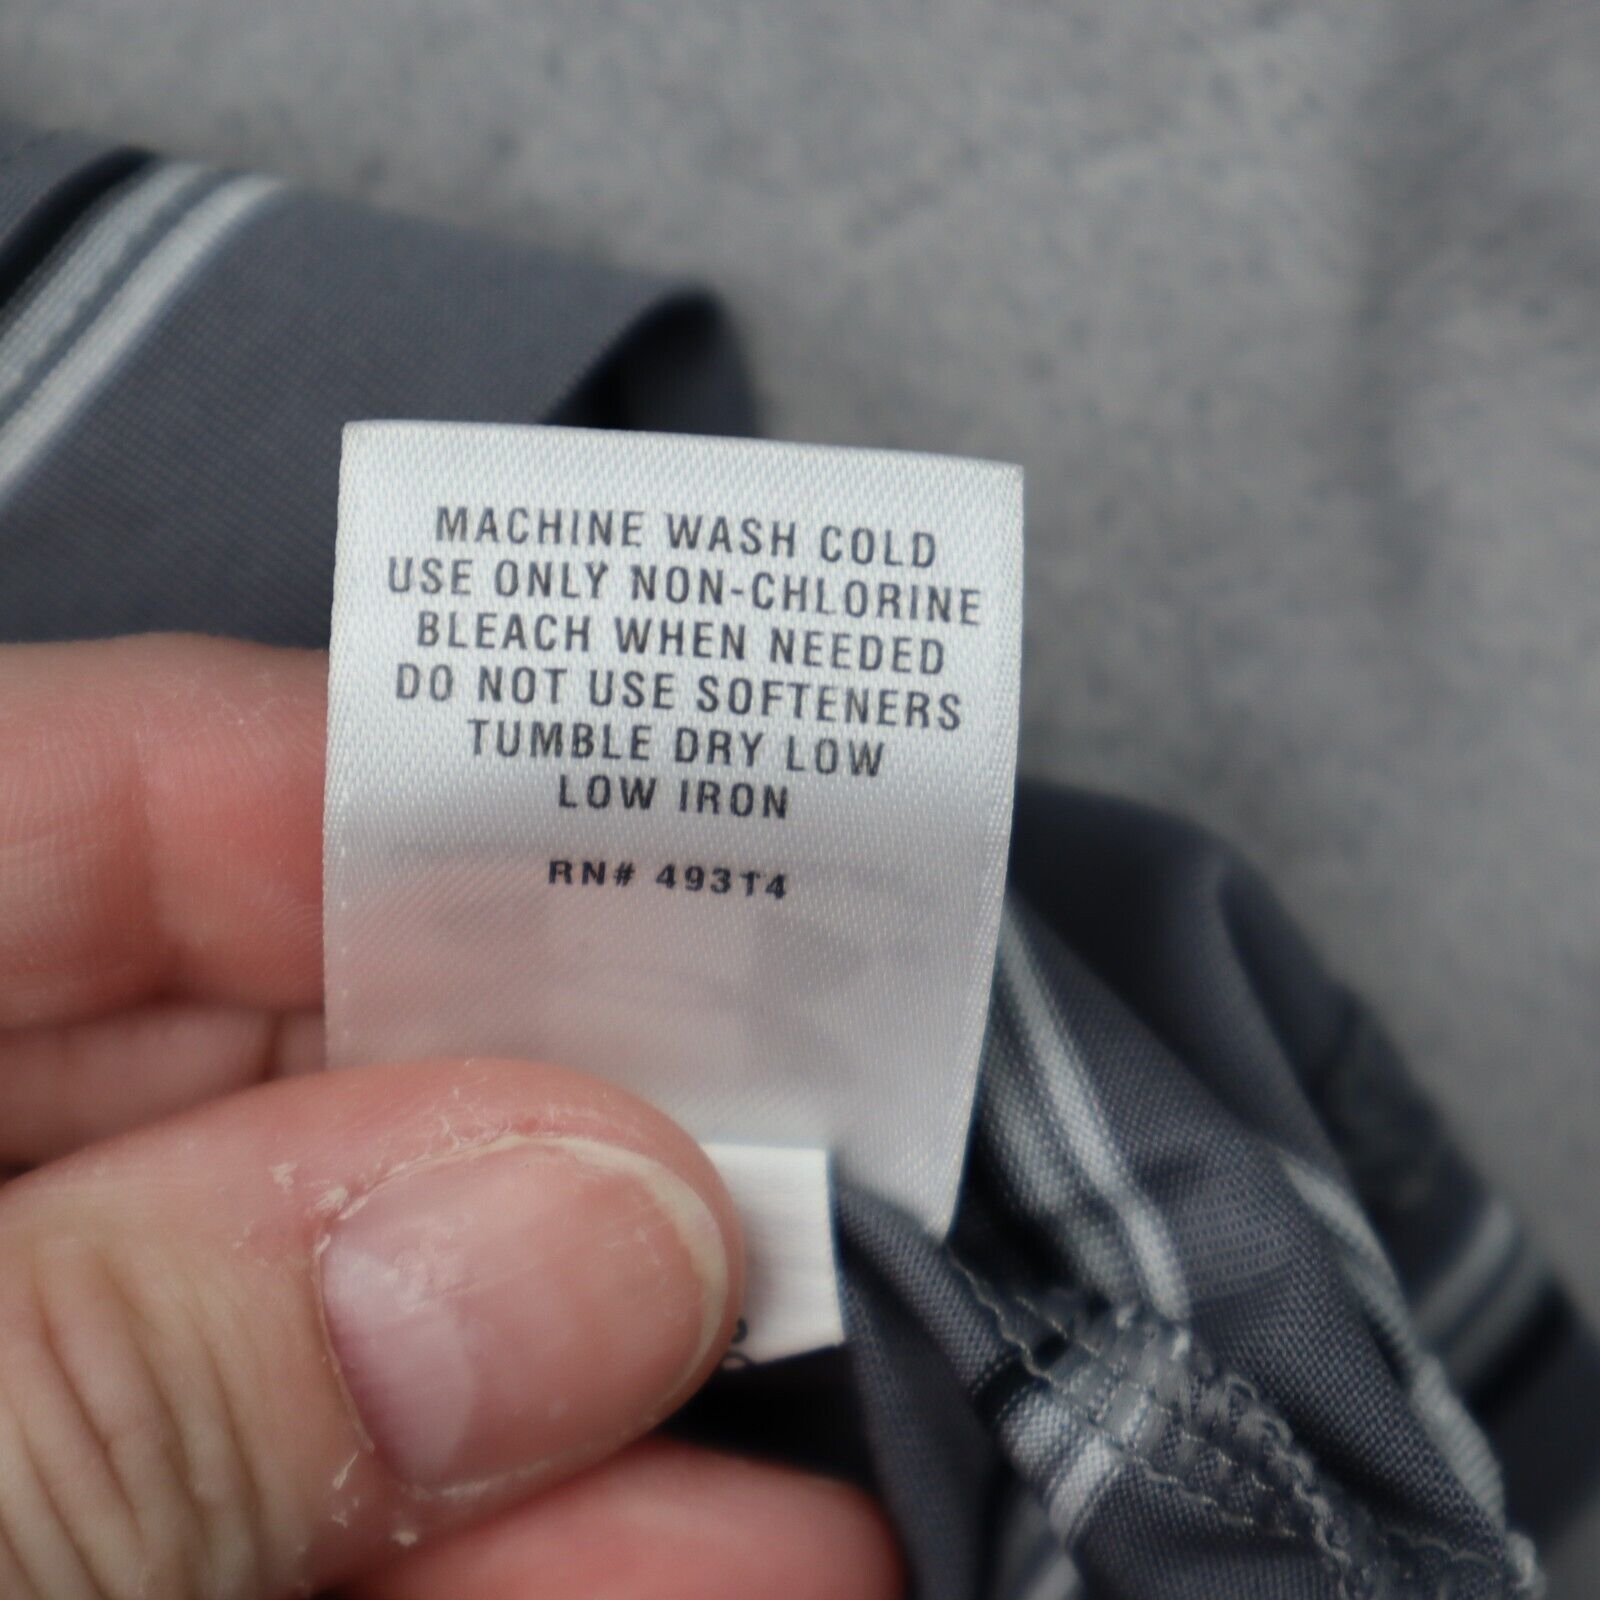 MACHINE WASH COLD
USE ONLY NON-CHLORINE
BLEACH WHEN NEEDED
DO NOT USE SOFTENERS
TUMBLE DRY LOW
LOW IRON
RN# 49314